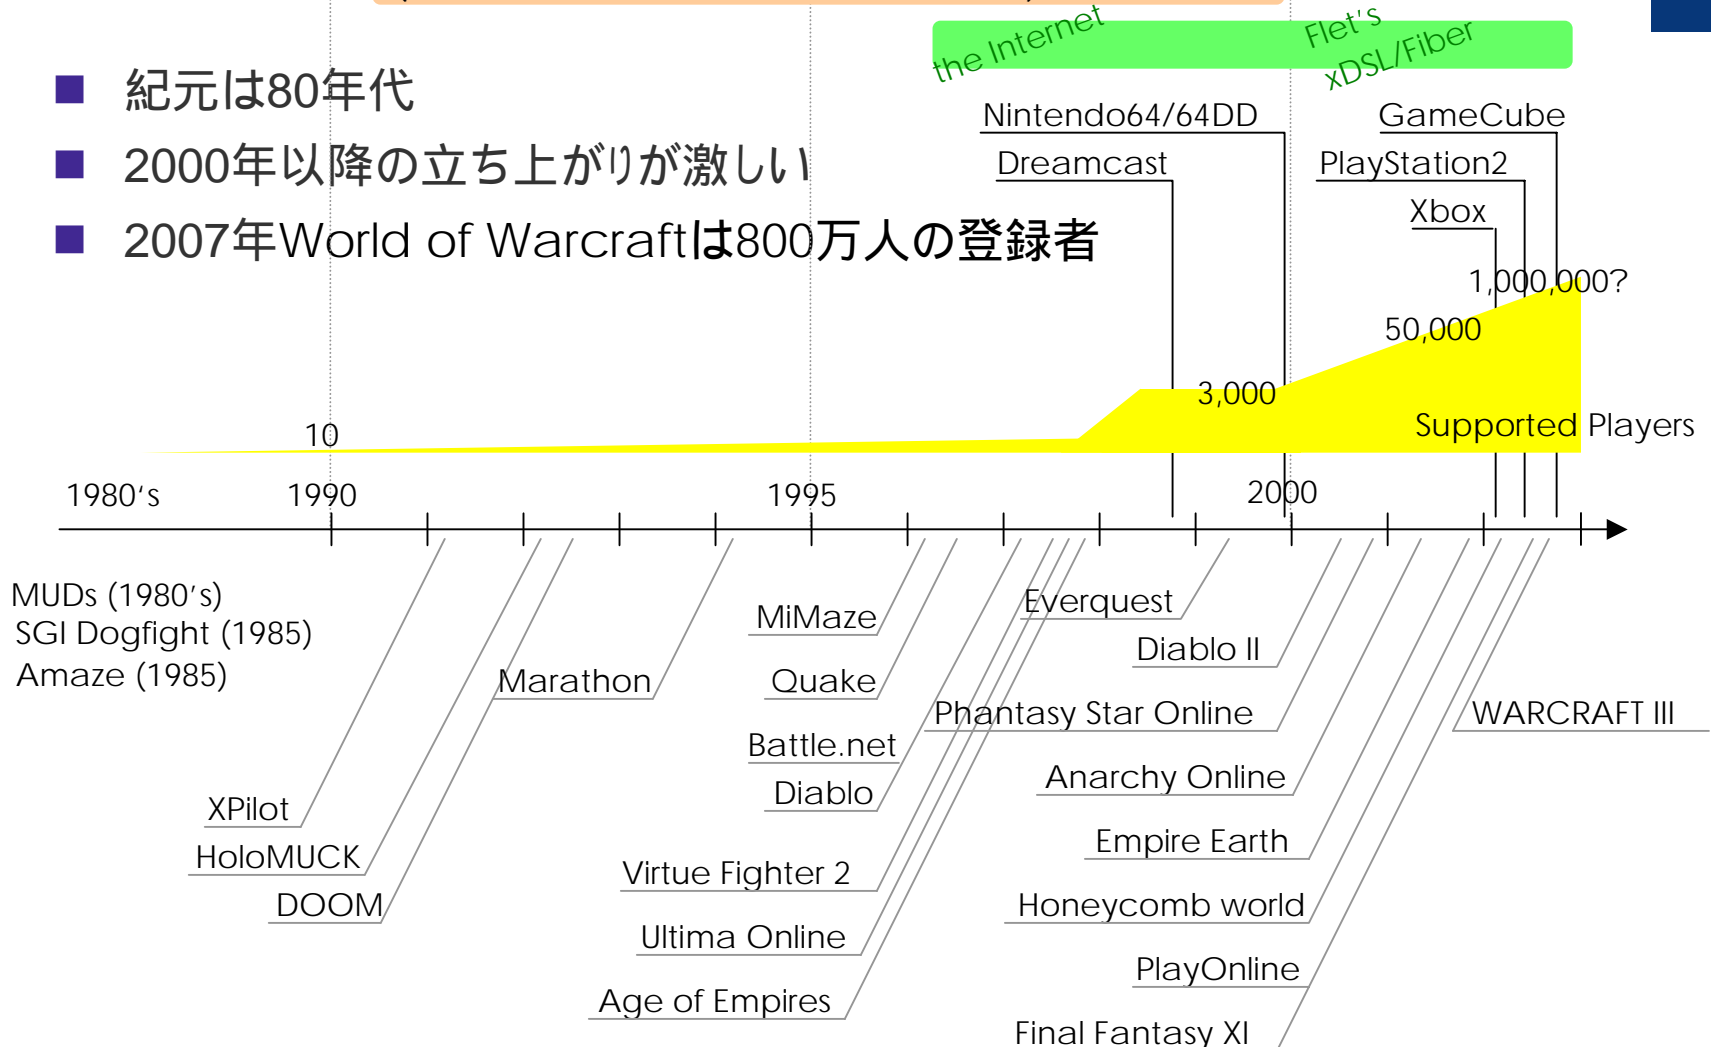 the Internet
Flet's
xDSL/Fiber
■ 紀元は80年代
■ 2000年以降の立ち上がりが激しい
■ 2007年World of Warcraftは800万人の登録者
Nintendo64/64DD
GameCube
Dreamcast
PlayStation2
Xbox
1,000,000?
50,000
3,000
10
Supported Players
1980's
1990
1995
2000
MUDs (1980's)
SGI Dogfight (1985)
Amaze (1985)
MiMaze
Everquest
Diablo II
Marathon
Quake
Phantasy Star Online
WARCRAFT III
Battle.net
Anarchy Online
Diablo
XPilot
Empire Earth
HoloMUCK
Virtue Fighter 2
DOOM
Honeycomb world
Ultima Online
PlayOnline
Age of Empires
Final Fantasy XI